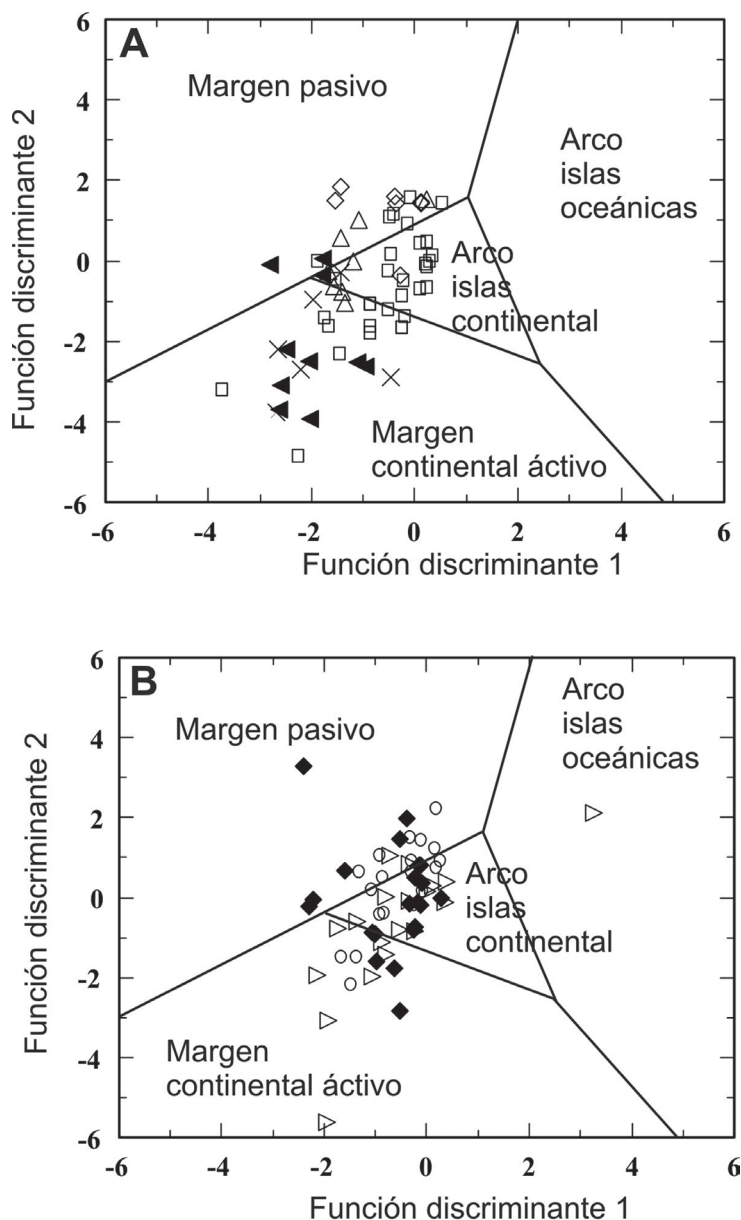 A
Margen pasivo
Arco
islas
oceánicas
Arco
islas
continental
Margen
continental áctivo
Función discriminante 2
6
4
2
0
-2
-4
-6
-6 -4 -2 0 2 4 6
Función discriminante 1
B
Margen pasivo
Arco
islas
oceánicas
Arco
islas
continental
Margen
continental áctivo
Función discriminante 2
6
4
2
0
-2
-4
-6
-6 -4 -2 0 2 4 6
Función discriminante 1